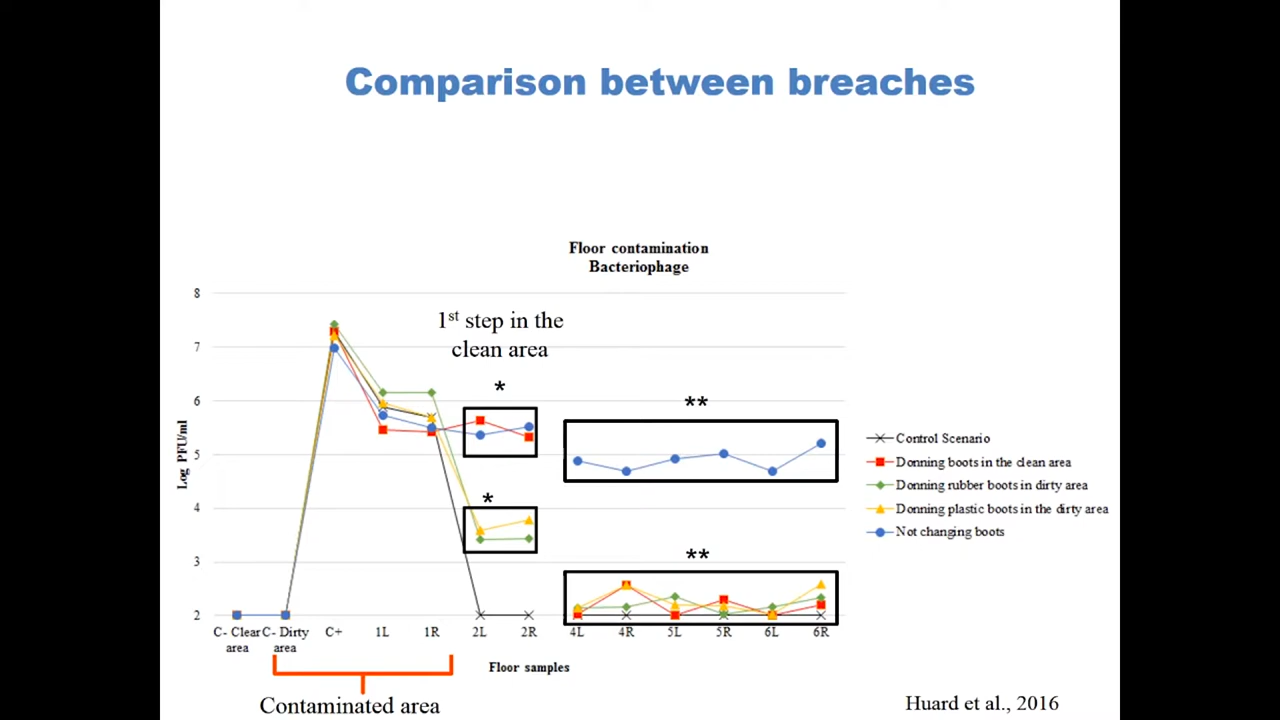 Comparison between breaches
Floor contamination
Bacteriophage
8
7
6
5
4
3
2
Log PFU/ml
1st step in the
clean area
*
*
**
**
C- Clear area
C- Dirty area
C+
1L
1R
2L
2R
4L
4R
5L
5R
6L
6R
Floor samples
Contaminated area
Control Scenario
Donning boots in the clean area
Donning rubber boots in dirty area
Donning plastic boots in the dirty area
Not changing boots
Huard et al., 2016